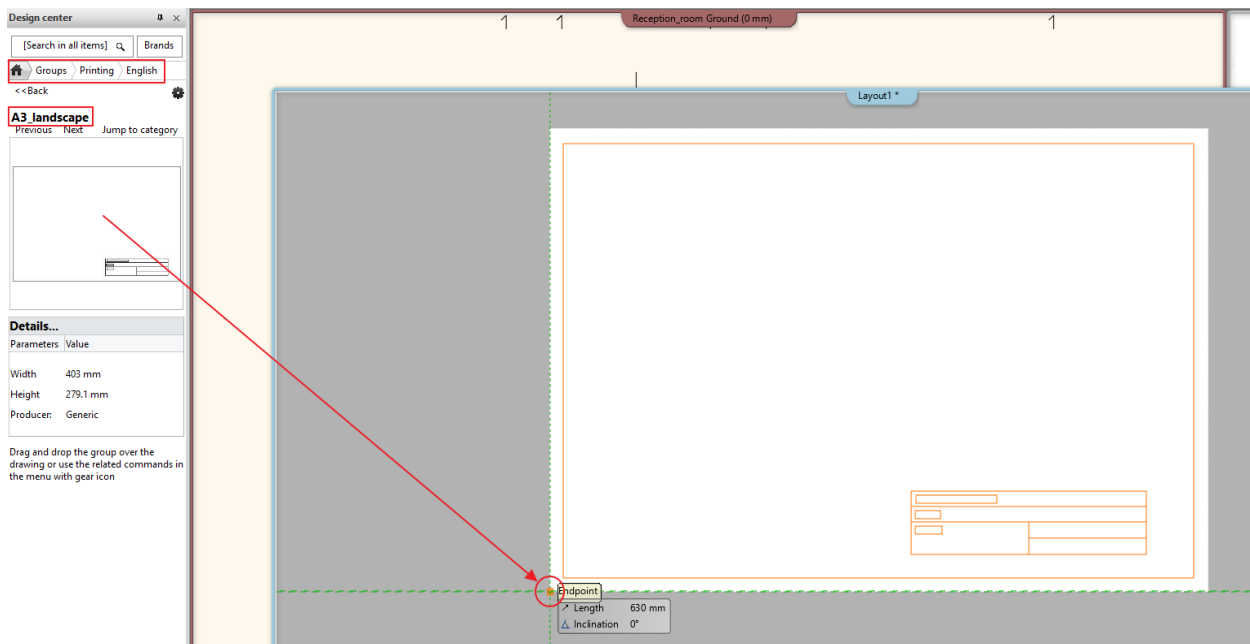 Design center
[Search in all items]
Brands
Groups Printing English
<<Back
A3_landscape
Previous Next Jump to category
Details...
Parameters Value
Width 403 mm
Height 279.1 mm
Producer: Generic
Drag and drop the group over the
drawing or use the related commands in
the menu with gear icon
1 1 Reception_room Ground (0 mm) 1
Layout1 *
Endpoint
Length 630 mm
Inclination 0°